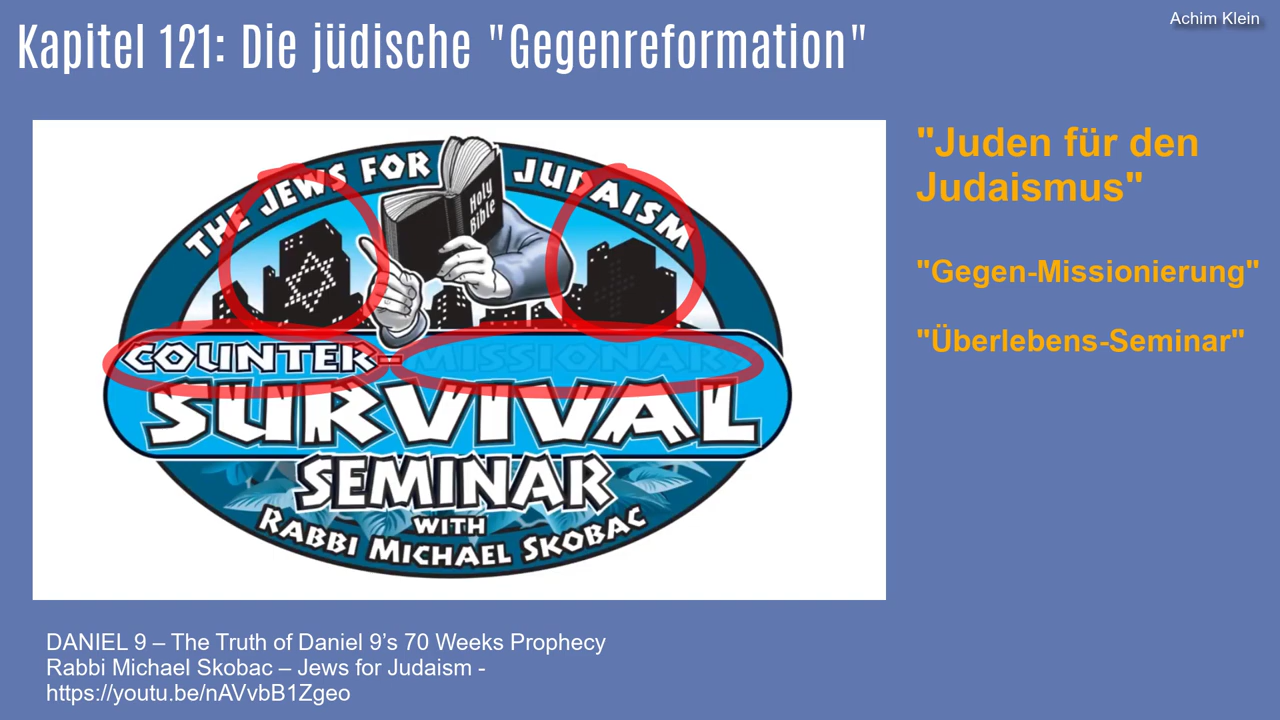 Achim Klein
Kapitel 121: Die jüdische "Gegenreformation"
THE JEWS FOR JUDAISM
Holy
Bible
COUNTER-MISSIONARY
SURVIVAL
SEMINAR
WITH
RABBI MICHAEL SKOBAC
"Juden für den
Judaismus"
"Gegen-Missionierung"
"Überlebens-Seminar"
DANIEL 9 – The Truth of Daniel 9’s 70 Weeks Prophecy
Rabbi Michael Skobac – Jews for Judaism -
https://youtu.be/nAVvbB1Zgeo